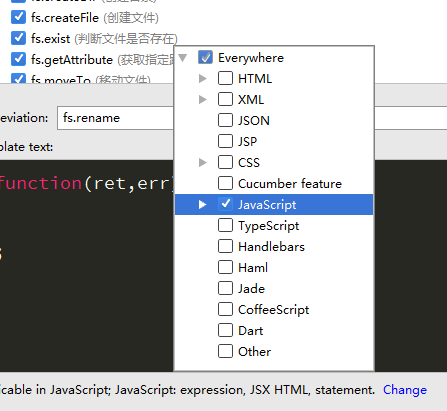 fs.createDir (创建目录)
fs.createFile (创建文件)
fs.exist (判断文件是否存在)
fs.getAttribute (获取指定
fs.moveTo (移动文件)
Everywhere
HTML
XML
JSON
JSP
CSS
Cucumber feature
JavaScript
TypeScript
Handlebars
Haml
Jade
CoffeeScript
Dart
Other
eviation: fs.rename
plate text:
function(ret,err)
icable in JavaScript; JavaScript: expression, JSX HTML, statement. Change